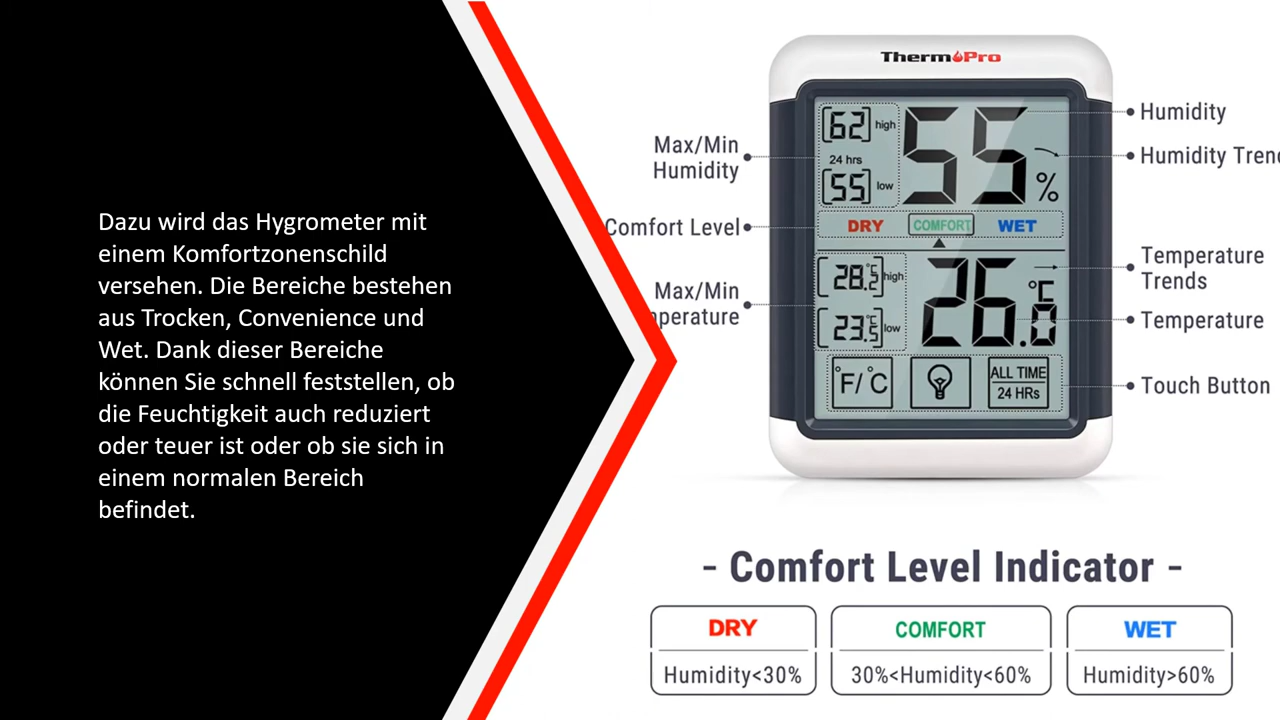 Dazu wird das Hygrometer mit
einem Komfortzonenschild
versehen. Die Bereiche bestehen
aus Trocken, Convenience und
Wet. Dank dieser Bereiche
können Sie schnell feststellen, ob
die Feuchtigkeit auch reduziert
oder teuer ist oder ob sie sich in
einem normalen Bereich
befindet.
ThermoPro
Max/Min
Humidity
Comfort Level
Max/Min
perature
62 high
24 hrs
55 low
55 %
DRY COMFORT WET
28.2 °C high
23.5 °C low
26.0 °C
°F/°C
ALL TIME
24 HRs
Humidity
Humidity Tren
Temperature
Trends
Temperature
Touch Button
- Comfort Level Indicator -
DRY
Humidity<30%
COMFORT
30%<Humidity<60%
WET
Humidity>60%